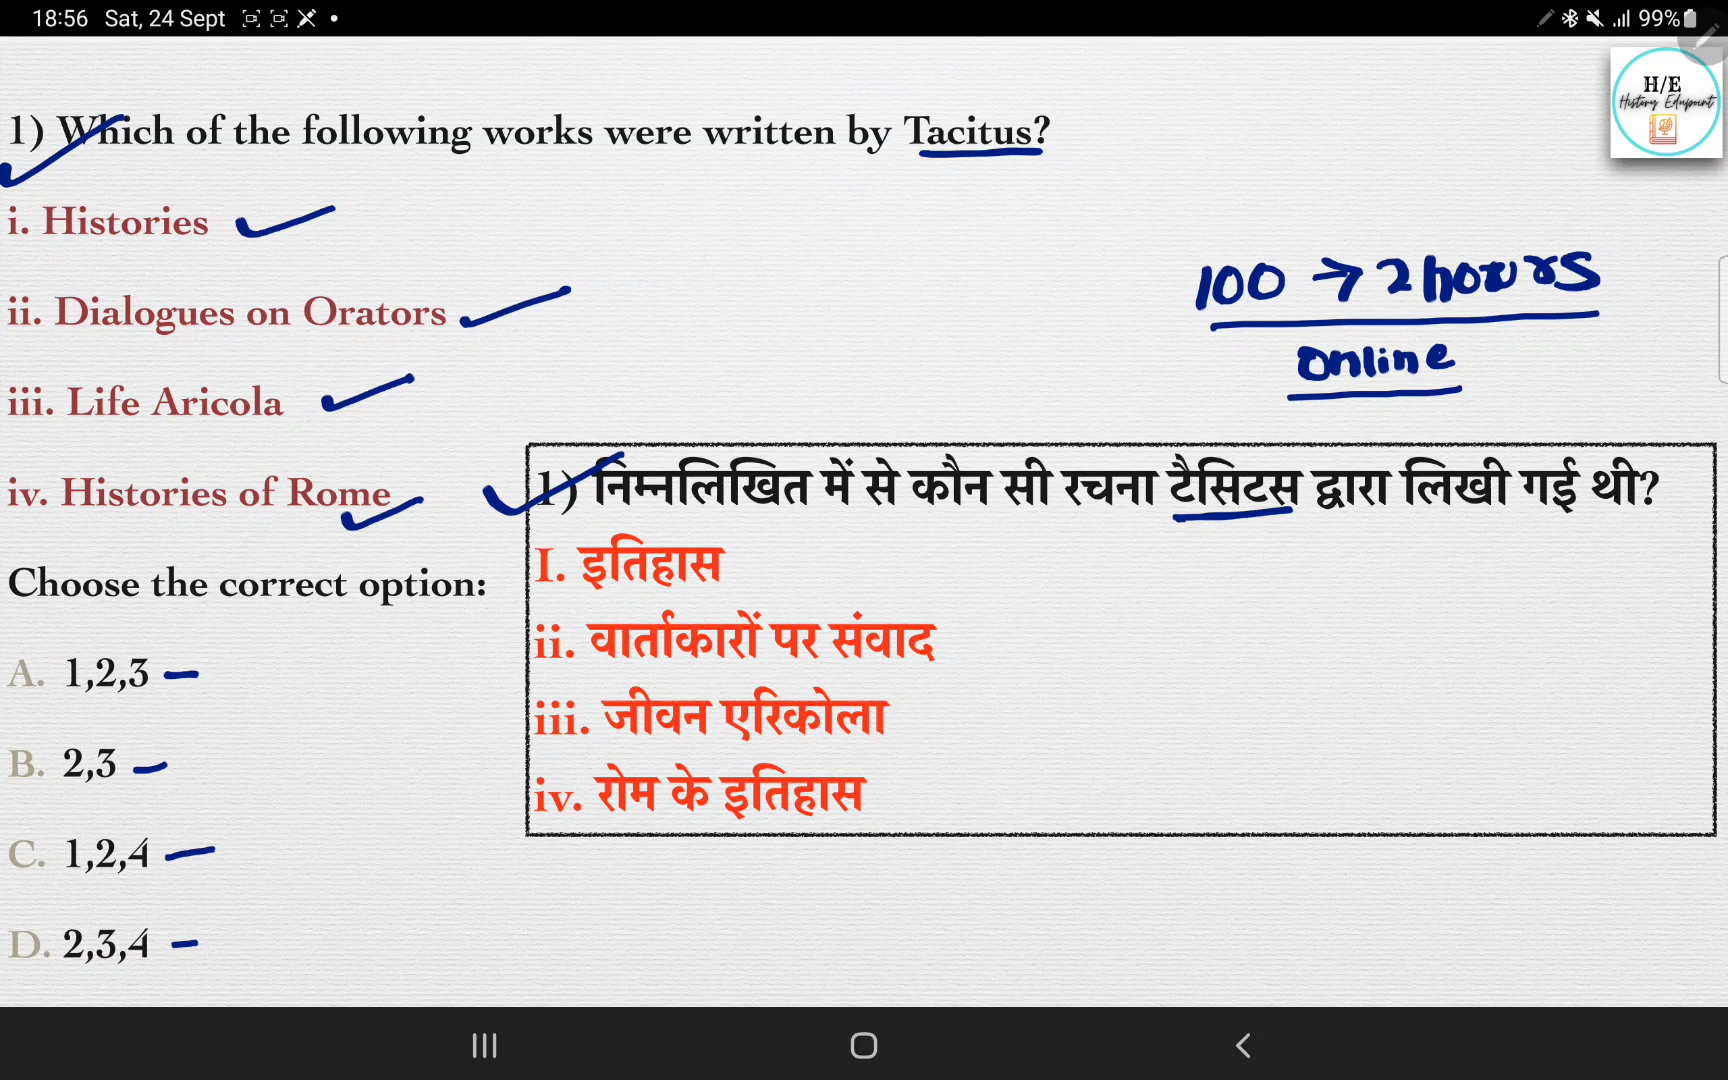 18:56 Sat, 24 Sept
99%
H/E
History Edupoint
1) Which of the following works were written by Tacitus?
i. Histories
ii. Dialogues on Orators
iii. Life Aricola
iv. Histories of Rome
Choose the correct option:
A. 1,2,3
B. 2,3
C. 1,2,4
D. 2,3,4
100 → 2 hours
online
1) निम्नलिखित में से कौन सी रचना टैसिटस द्वारा लिखी गई थी?
I. इतिहास
ii. वार्ताकारों पर संवाद
iii. जीवन एरिकोला
iv. रोम के इतिहास